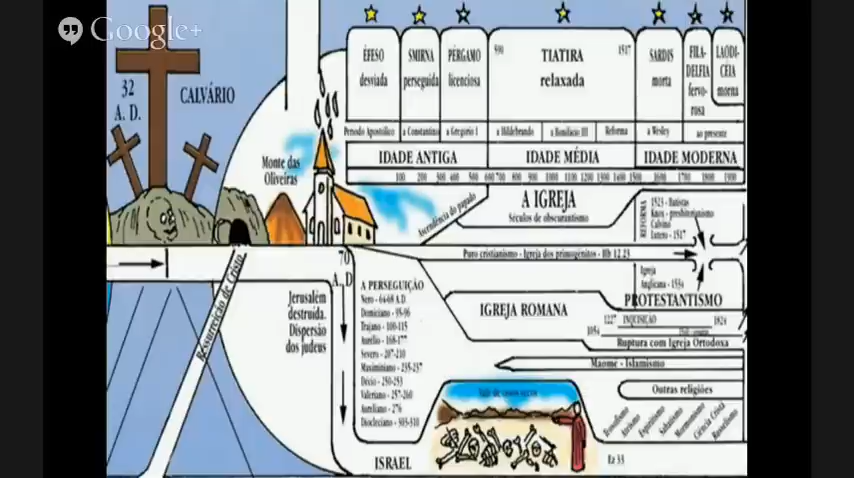 Google+
32
A. D.
CALVÁRIO
Monte das
Oliveiras
ÉFESO
desviada
SMIRNA
perseguida
PÉRGAMO
licenciosa
590
TIATIRA
relaxada
1517
SARDIS
morta
FILA-
DELFIA
fervo-
rosa
LAODI-
CEIA
morna
Período Apostólico
a Constantino
a Gregório I
a Hildebrando
a Bonifácio III
Reforma
a Wesley
ao presente
IDADE ANTIGA
IDADE MÉDIA
IDADE MODERNA
100 200 300 400 500 600 700 800 900 1000 1100 1200 1300 1400 1500 1600 1700 1800 1900
Ascendência do papado
A IGREJA
Séculos de obscurantismo
REFORMA
1525 - Batistas
Knox - presbiterianismo
Calvino
Lutero - 1517
Puro cristianismo - Igreja dos primogênitos - Hb 12.23
Igreja
Anglicana - 1534
PROTESTANTISMO
70
A. D
Ressurreição de Cristo
Jerusalém
destruída.
Dispersão
dos judeus
A PERSEGUIÇÃO
Nero - 64-68 A.D.
Domiciano - 95-96
Trajano - 100-115
Aurélio - 168-177
Severo - 207-210
Maximiniano - 235-237
Décio - 250-253
Valeriano - 257-260
Aureliano - 276
Diocleciano - 303-310
IGREJA ROMANA
1227 INQUISIÇÃO 1824
1054
Ruptura com Igreja Ortodoxa
Maomé - Islamismo
Outras religiões
Ateísmo
Espiritismo
Sabatismo
Mormonismo
Ciência Cristã
Russelismo
Vale de ossos secos
ISRAEL
Ez 33